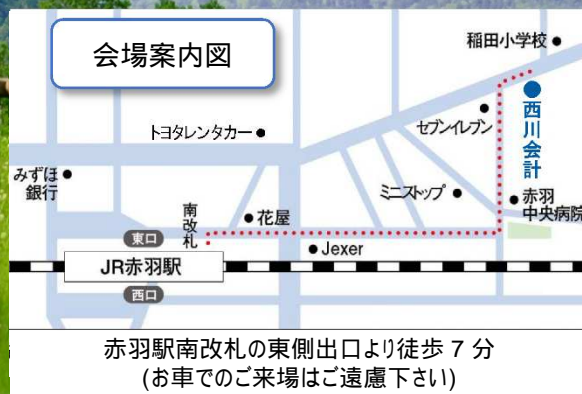 会場案内図
稲田小学校
西川会計
セブンイレブン
トヨタレンタカー
みずほ
銀行
ミニストップ
赤羽
中央病院
南改札
花屋
東口
Jexer
JR赤羽駅
西口
赤羽駅南改札の東側出口より徒歩 7 分
(お車でのご来場はご遠慮下さい)